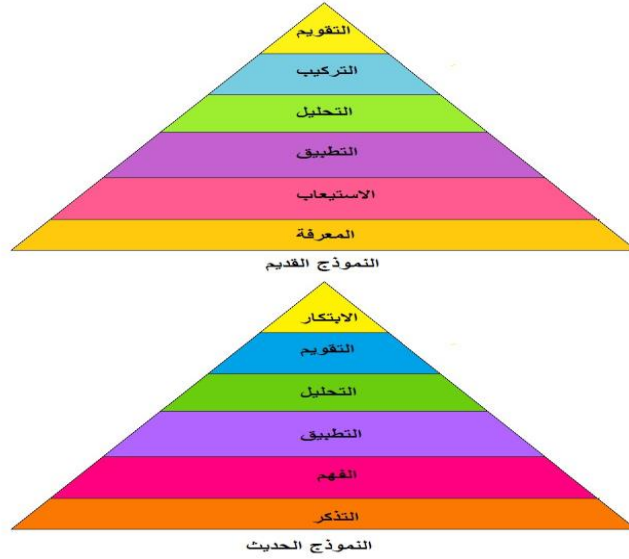 التقويم
التركيب
التحليل
التطبيق
الاستيعاب
المعرفة
النموذج القديم
الابتكار
التقويم
التحليل
التطبيق
الفهم
التذكر
النموذج الحديث